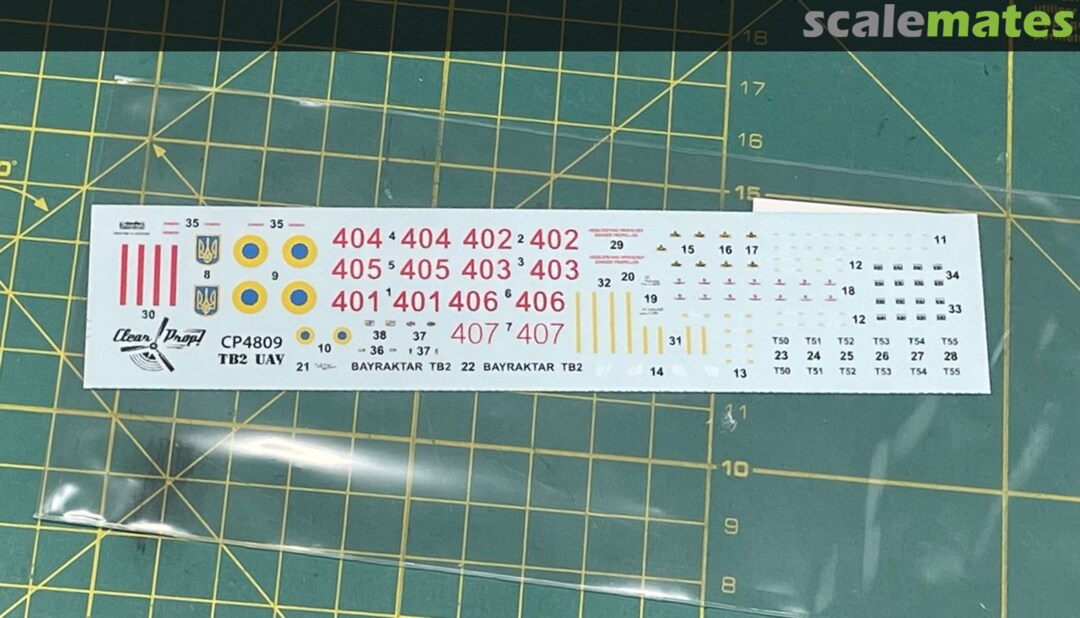 scalemates
18
17
16
15
35 35
404 4 404 402 2 402
29 15 16 17 11
8 9
405 5 405 403 3 403
20 12 34
32
401 1 401 406 6 406
19 18 33
30
12
Clear Prop!
CP4809
TB2 UAV
10
38 37
36 37
407 7 407
31
21 BAYRAKTAR TB2 22 BAYRAKTAR TB2
14 13
T50 T51 T52 T53 T54 T55
23 24 25 26 27 28
T50 T51 T52 T53 T54 T55
11
10
9
8